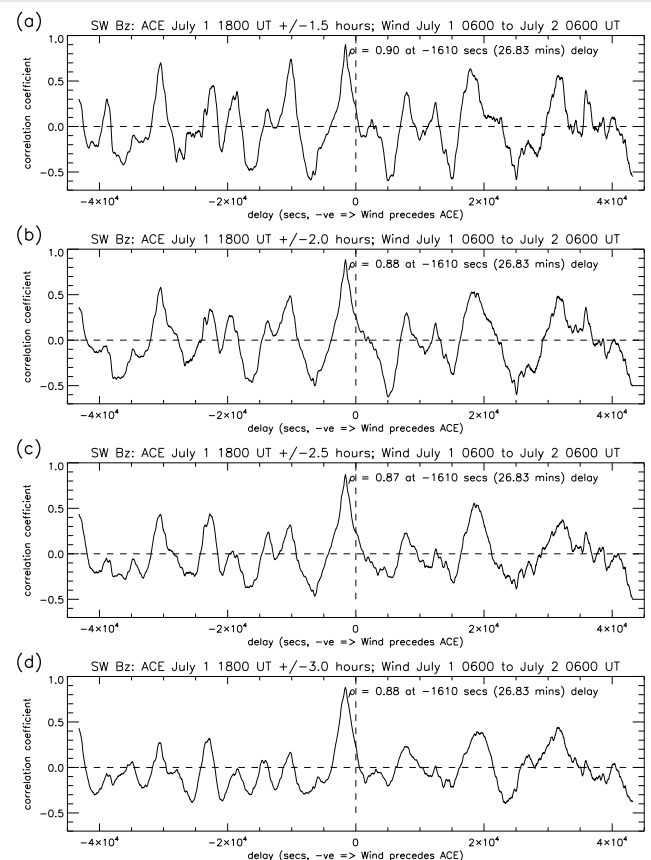 (a)
SW Bz: ACE July 1 1800 UT +/−1.5 hours; Wind July 1 0600 to July 2 0600 UT
1.0
ρ = 0.90 at −1610 secs (26.83 mins) delay
0.5
0.0
−0.5
correlation coefficient
−4×10⁴ −2×10⁴ 0 2×10⁴ 4×10⁴
delay (secs, −ve => Wind precedes ACE)
(b)
SW Bz: ACE July 1 1800 UT +/−2.0 hours; Wind July 1 0600 to July 2 0600 UT
1.0
ρ = 0.88 at −1610 secs (26.83 mins) delay
0.5
0.0
−0.5
correlation coefficient
−4×10⁴ −2×10⁴ 0 2×10⁴ 4×10⁴
delay (secs, −ve => Wind precedes ACE)
(c)
SW Bz: ACE July 1 1800 UT +/−2.5 hours; Wind July 1 0600 to July 2 0600 UT
1.0
ρ = 0.87 at −1610 secs (26.83 mins) delay
0.5
0.0
−0.5
correlation coefficient
−4×10⁴ −2×10⁴ 0 2×10⁴ 4×10⁴
delay (secs, −ve => Wind precedes ACE)
(d)
SW Bz: ACE July 1 1800 UT +/−3.0 hours; Wind July 1 0600 to July 2 0600 UT
1.0
ρ = 0.88 at −1610 secs (26.83 mins) delay
0.5
0.0
−0.5
correlation coefficient
−4×10⁴ −2×10⁴ 0 2×10⁴ 4×10⁴
delay (secs, −ve => Wind precedes ACE)